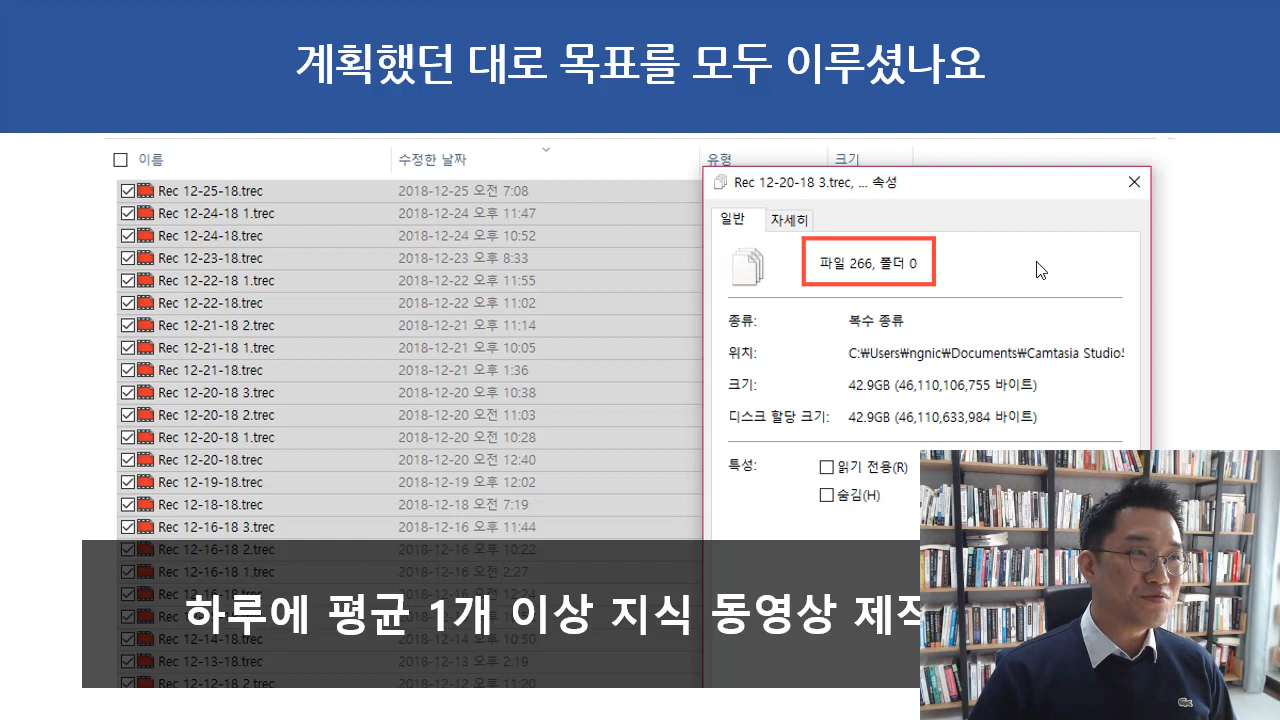 계획했던 대로 목표를 모두 이루셨나요
이름 수정한 날짜 유형 크기
Rec 12-25-18.trec 2018-12-25 오전 7:08
Rec 12-24-18 1.trec 2018-12-24 오후 11:47
Rec 12-24-18.trec 2018-12-24 오후 10:52
Rec 12-23-18.trec 2018-12-23 오후 8:33
Rec 12-22-18 1.trec 2018-12-22 오후 11:55
Rec 12-22-18.trec 2018-12-22 오후 11:02
Rec 12-21-18 2.trec 2018-12-21 오후 11:14
Rec 12-21-18 1.trec 2018-12-21 오후 10:05
Rec 12-21-18.trec 2018-12-21 오후 1:36
Rec 12-20-18 3.trec 2018-12-20 오후 10:38
Rec 12-20-18 2.trec 2018-12-20 오전 11:03
Rec 12-20-18 1.trec 2018-12-20 오전 10:28
Rec 12-20-18.trec 2018-12-20 오전 12:40
Rec 12-19-18.trec 2018-12-19 오후 12:02
Rec 12-18-18.trec 2018-12-18 오전 7:19
Rec 12-16-18 3.trec 2018-12-16 오후 11:44
Rec 12-16-18 2.trec 2018-12-16 오후 10:22
Rec 12-16-18 1.trec 2018-12-16 오후 2:27
Rec 12-14-18.trec 2018-12-14 오후 10:50
Rec 12-13-18.trec 2018-12-13 오후 2:19
Rec 12-12-18 2.trec 2018-12-12 오후 11:20
Rec 12-20-18 3.trec, ... 속성
일반 자세히
파일 266, 폴더 0
종류: 복수 종류
위치: C:₩Users₩ngnic₩Documents₩Camtasia Studio
크기: 42.9GB (46,110,106,755 바이트)
디스크 할당 크기: 42.9GB (46,110,633,984 바이트)
특성: 읽기 전용(R)
숨김(H)
하루에 평균 1개 이상 지식 동영상 제작